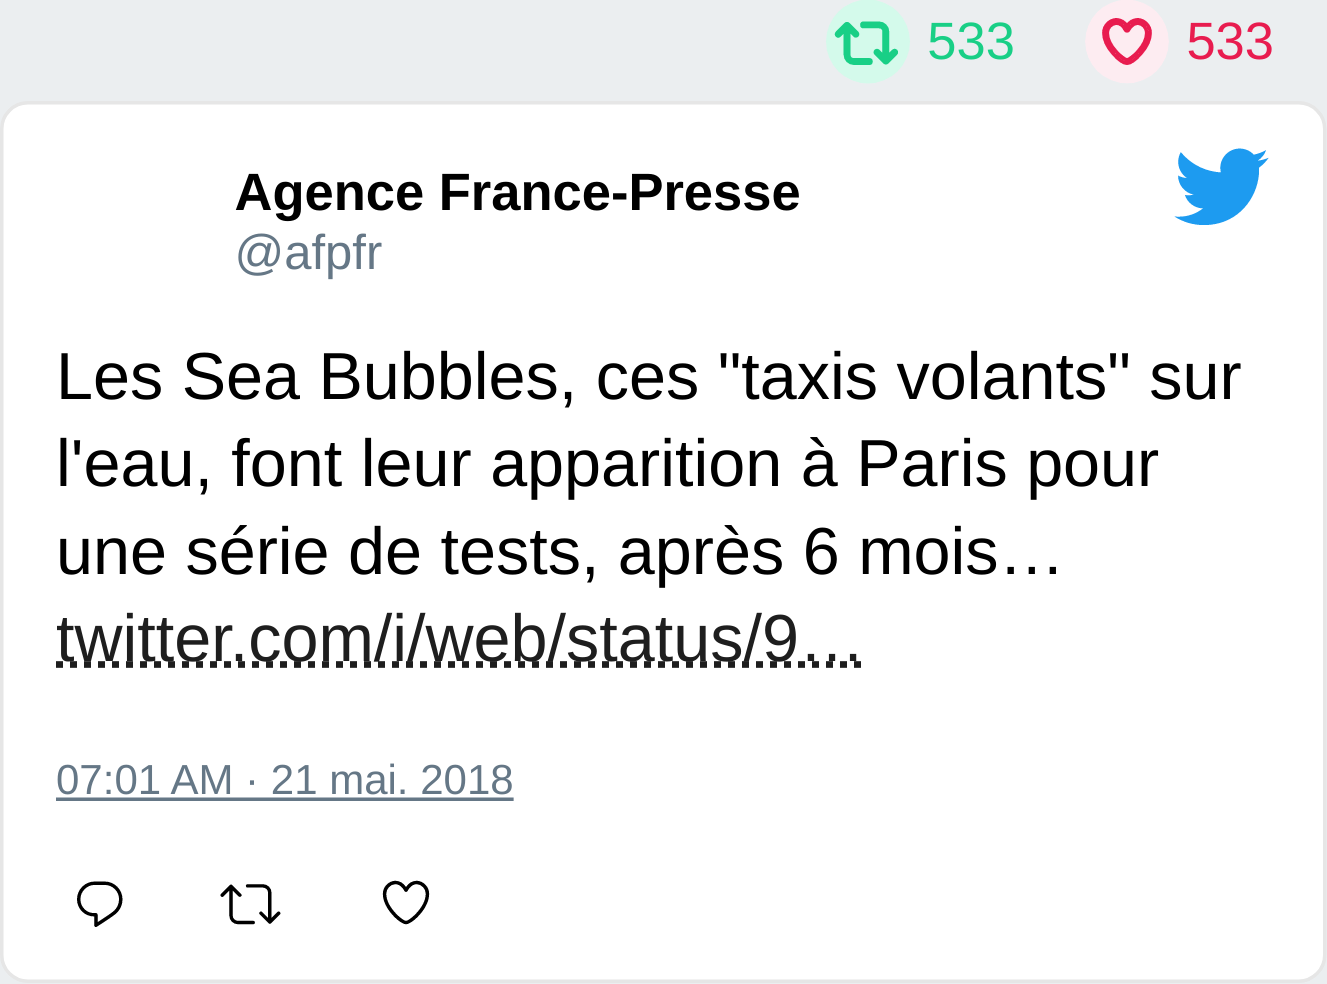 533 533
Agence France-Presse
@afpfr
Les Sea Bubbles, ces "taxis volants" sur
l'eau, font leur apparition à Paris pour
une série de tests, après 6 mois…
twitter.com/i/web/status/9…
07:01 AM · 21 mai. 2018